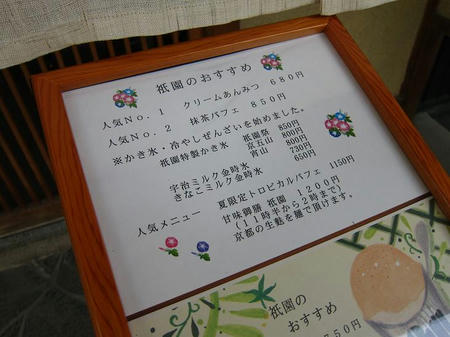 祇園のおすすめ
人気No. 1 クリームあんみつ 680円
人気No. 2 抹茶パフェ 850円
※かき氷・冷やしぜんざいを始めました。
祇園特製かき氷 祇園祭 850円
京五山 800円
宵山 800円
宇治ミルク金時氷 730円
きなこミルク金時氷 650円
夏限定トロピカルパフェ 1150円
人気メニュー 甘味御膳 祇園 1200円
(11時半から2時まで)
京都の生麩を麺で頂けます。
祇園の
おすすめ
50円